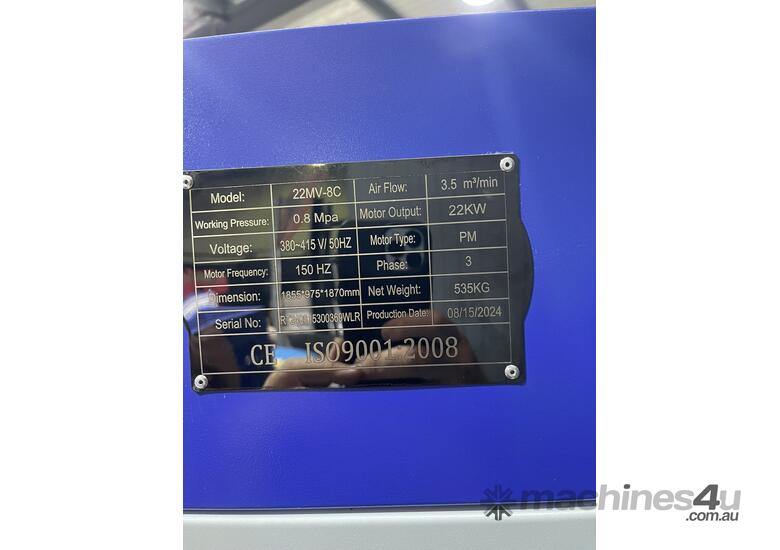 Model: 22MV-8C Air Flow: 3.5 m³/min
Working Pressure: 0.8 Mpa Motor Output: 22KW
Voltage: 380~415 V/ 50HZ Motor Type: PM
Motor Frequency: 150 HZ Phase: 3
Dimension: 1855*975*1870mm Net Weight: 535KG
Serial No: Production Date: 08/15/2024
CE ISO9001:2008
machines4u
.com.au